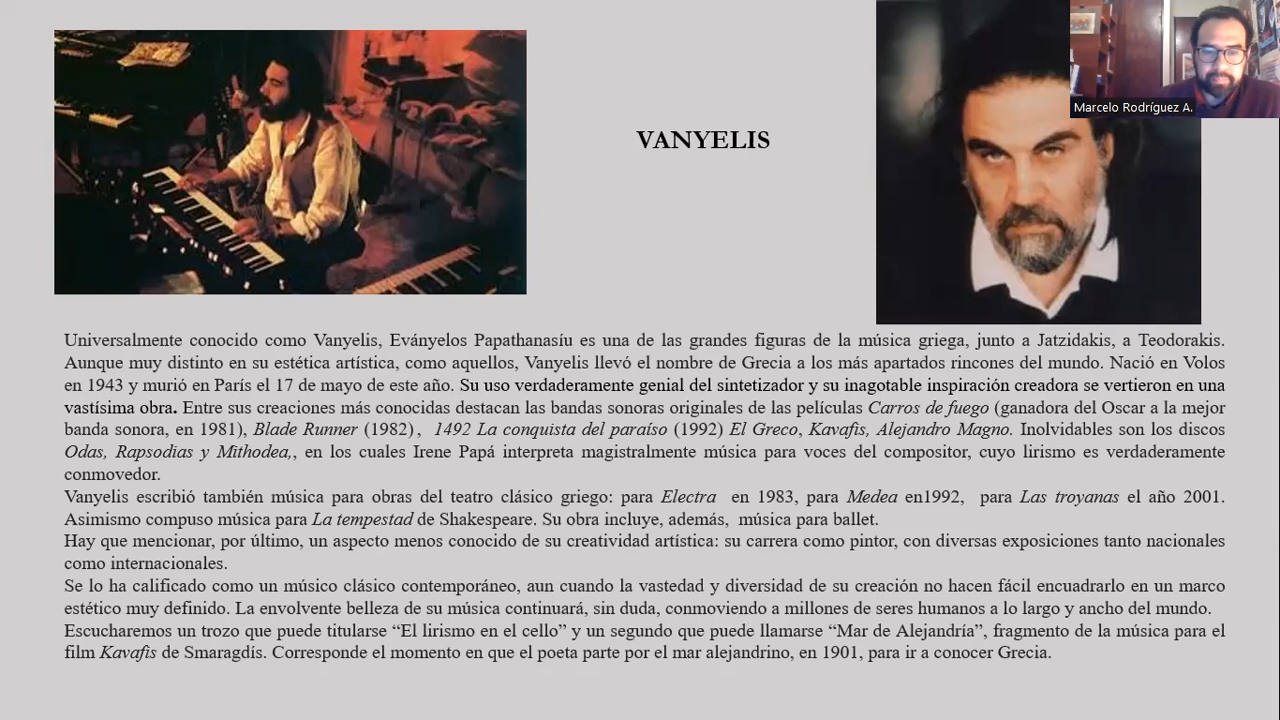 Marcelo Rodríguez A.
VANYELIS
Universalmente conocido como Vanyelis, Eványelos Papathanasíu es una de las grandes figuras de la música griega, junto a Jatzidakis, a Teodorakis.
Aunque muy distinto en su estética artística, como aquellos, Vanyelis llevó el nombre de Grecia a los más apartados rincones del mundo. Nació en Volos
en 1943 y murió en París el 17 de mayo de este año. Su uso verdaderamente genial del sintetizador y su inagotable inspiración creadora se vertieron en una
vastísima obra. Entre sus creaciones más conocidas destacan las bandas sonoras originales de las películas Carros de fuego (ganadora del Oscar a la mejor
banda sonora, en 1981), Blade Runner (1982), 1492 La conquista del paraíso (1992) El Greco, Kavafis, Alejandro Magno. Inolvidables son los discos
Odas, Rapsodias y Mithodea,, en los cuales Irene Papá interpreta magistralmente música para voces del compositor, cuyo lirismo es verdaderamente
conmovedor.
Vanyelis escribió también música para obras del teatro clásico griego: para Electra en 1983, para Medea en1992, para Las troyanas el año 2001.
Asimismo compuso música para La tempestad de Shakespeare. Su obra incluye, además, música para ballet.
Hay que mencionar, por último, un aspecto menos conocido de su creatividad artística: su carrera como pintor, con diversas exposiciones tanto nacionales
como internacionales.
Se lo ha calificado como un músico clásico contemporáneo, aun cuando la vastedad y diversidad de su creación no hacen fácil encuadrarlo en un marco
estético muy definido. La envolvente belleza de su música continuará, sin duda, conmoviendo a millones de seres humanos a lo largo y ancho del mundo.
Escucharemos un trozo que puede titularse “El lirismo en el cello” y un segundo que puede llamarse “Mar de Alejandría”, fragmento de la música para el
film Kavafis de Smaragdís. Corresponde el momento en que el poeta parte por el mar alejandrino, en 1901, para ir a conocer Grecia.